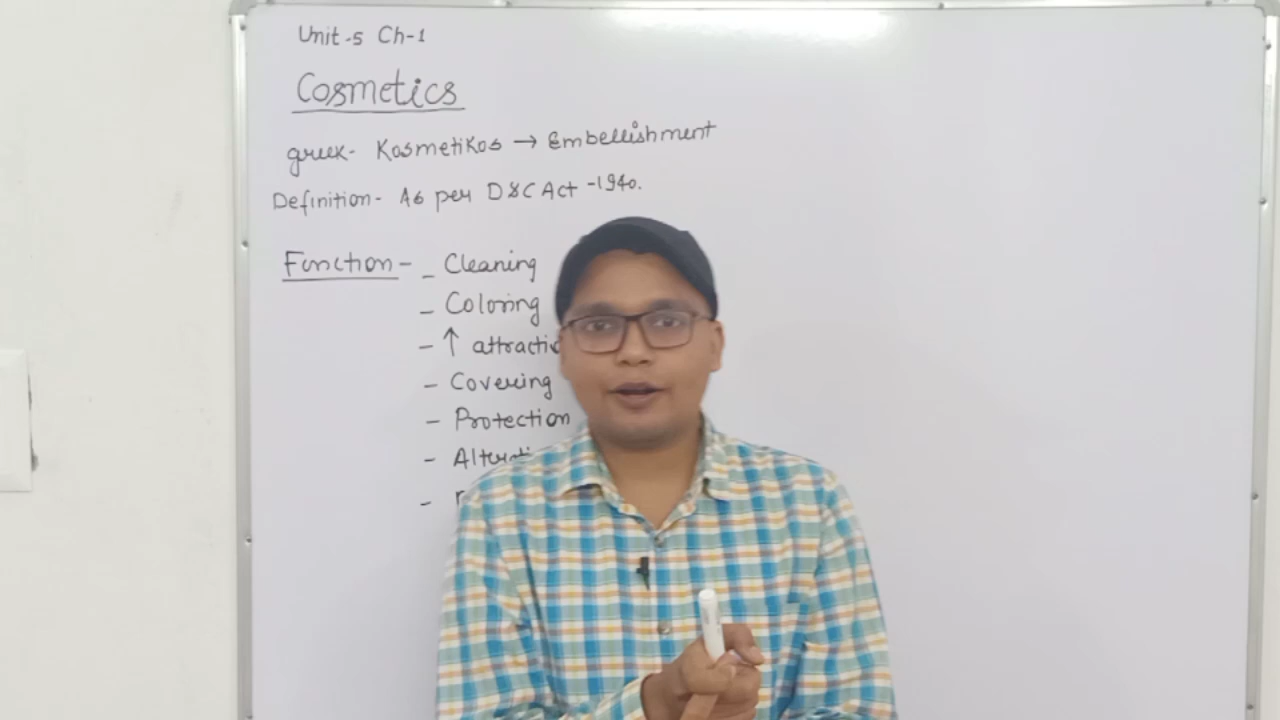 Unit-5 Ch-1
Cosmetics
greek- Kosmetikos → Embellishment
Definition- As per D&C Act -1940.
Function- - Cleaning
- Coloring
- ↑ attractio
- Covering
- Protection
- Alterati
-